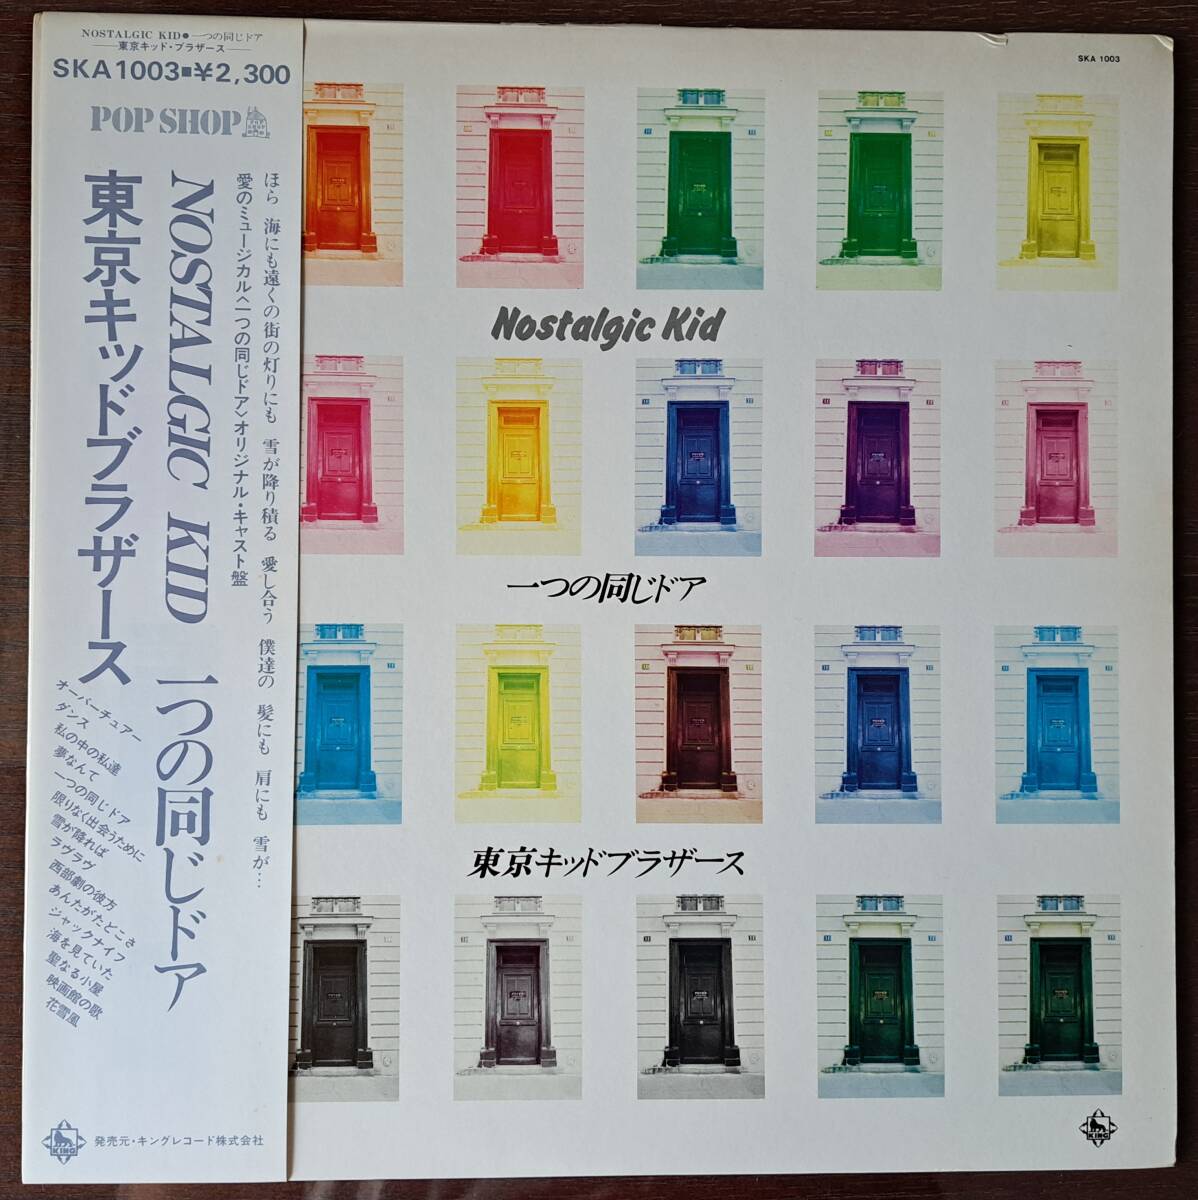 NOSTALGIC KID●一つの同じドア
東京キッド・ブラザース
SKA1003■¥2,300
POP SHOP
ほら 海にも遠くの街の灯りにも 雪が降り積る 愛し合う 僕達の 髪にも 肩にも 雪が…
愛のミュージカル〈一つの同じドア〉オリジナル・キャスト盤
NOSTALGIC KID 一つの同じドア
東京キッドブラザース
オーバーチュアー
ダンス
私の中の私達
夢なんて
一つの同じドア
限りなく出会うために
雪が降れば
ラヴラヴ
西部劇の彼方
あんたがたどこさ
ジャックナイフ
海を見ていた
聖なる小屋
映画館の歌
花雪風
KING
発売元・キングレコード株式会社
SKA 1003
Nostalgic Kid
一つの同じドア
東京キッドブラザース
KING